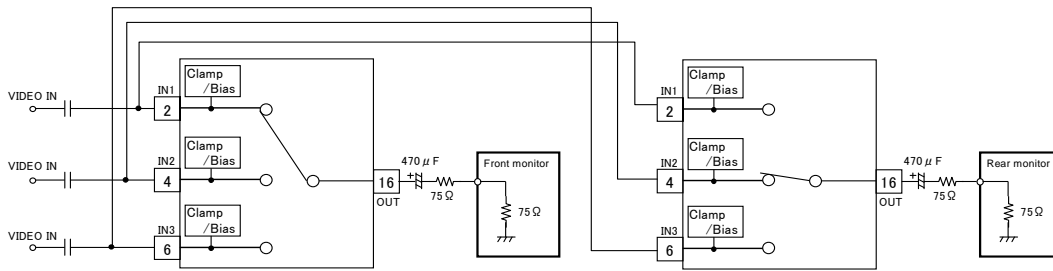 VIDEO IN
VIDEO IN
VIDEO IN
IN1
2
IN2
4
IN3
6
Clamp
/Bias
Clamp
/Bias
Clamp
/Bias
16
OUT
470 μ F
+
75Ω
Front monitor
75Ω
IN1
2
IN2
4
IN3
6
Clamp
/Bias
Clamp
/Bias
Clamp
/Bias
16
OUT
470 μ F
+
75Ω
Rear monitor
75Ω